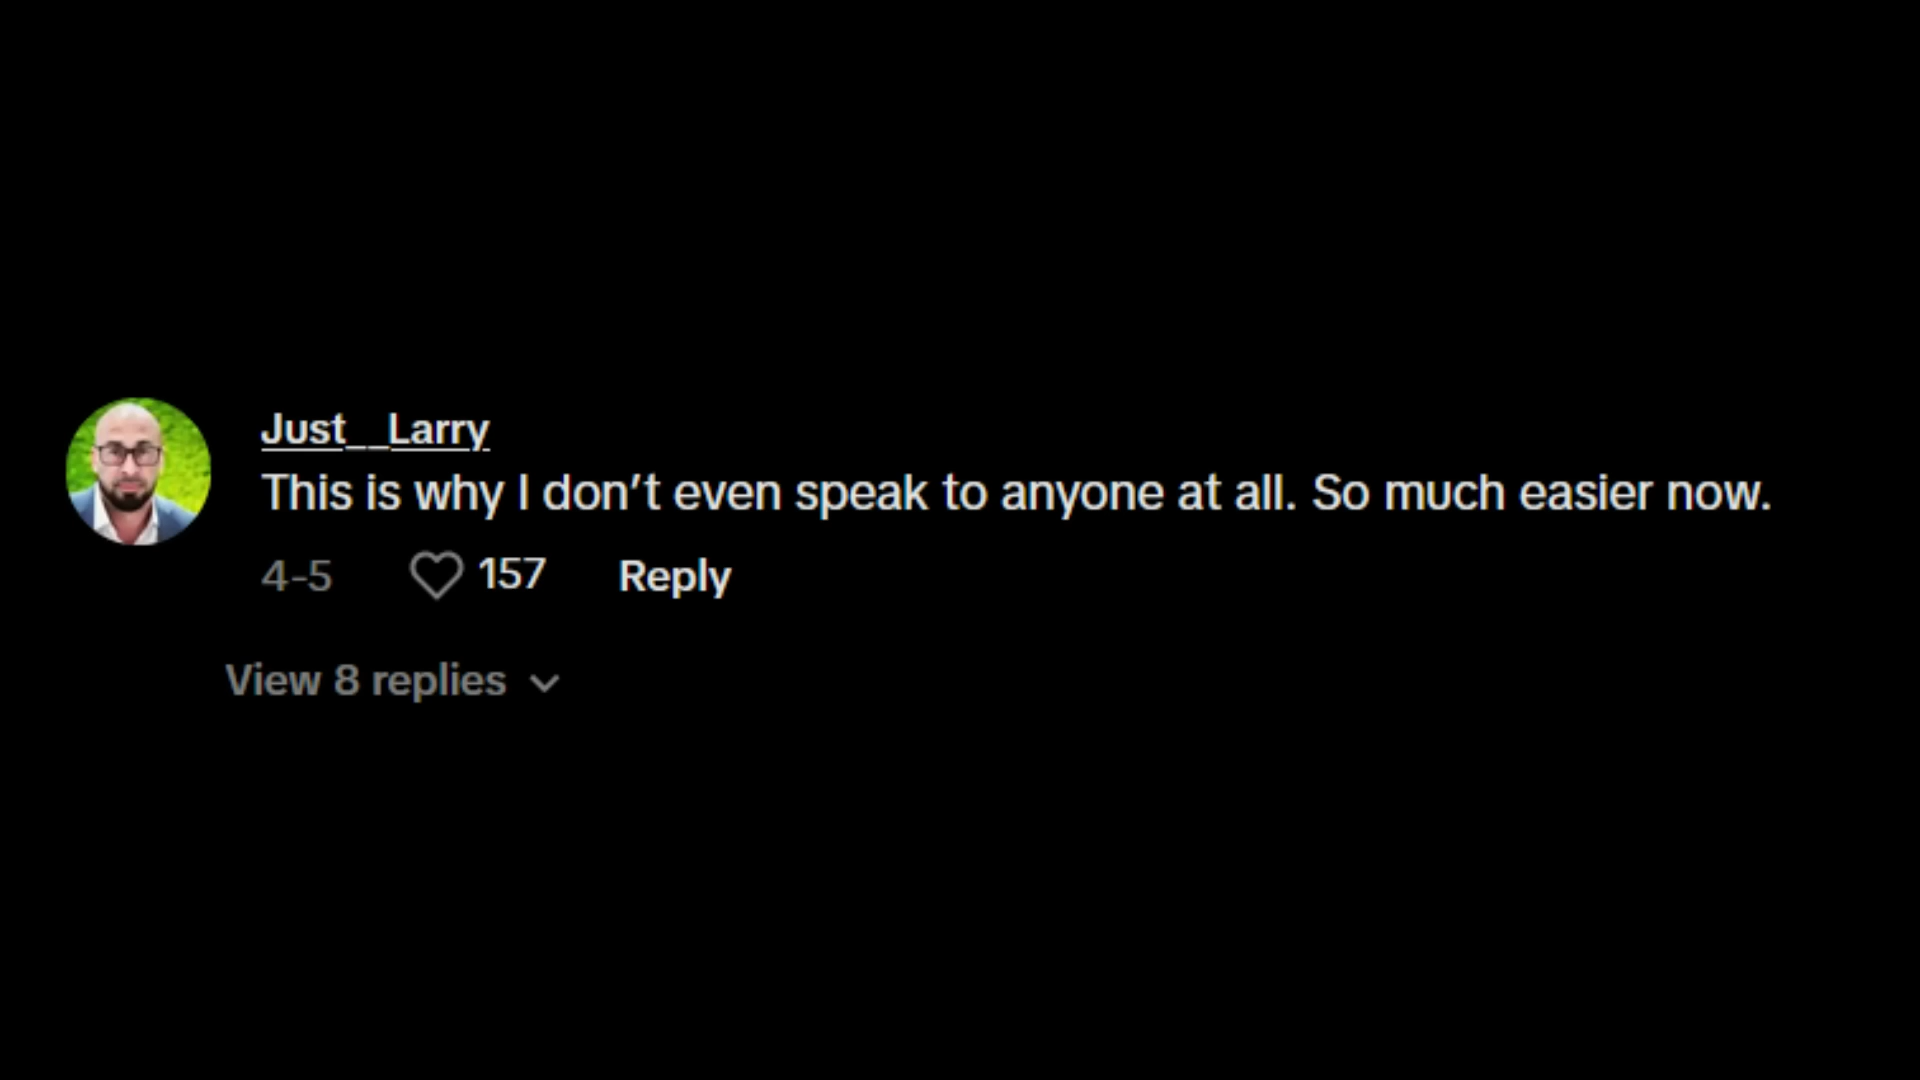 Just__Larry
This is why I don’t even speak to anyone at all. So much easier now.
4-5 157 Reply
View 8 replies